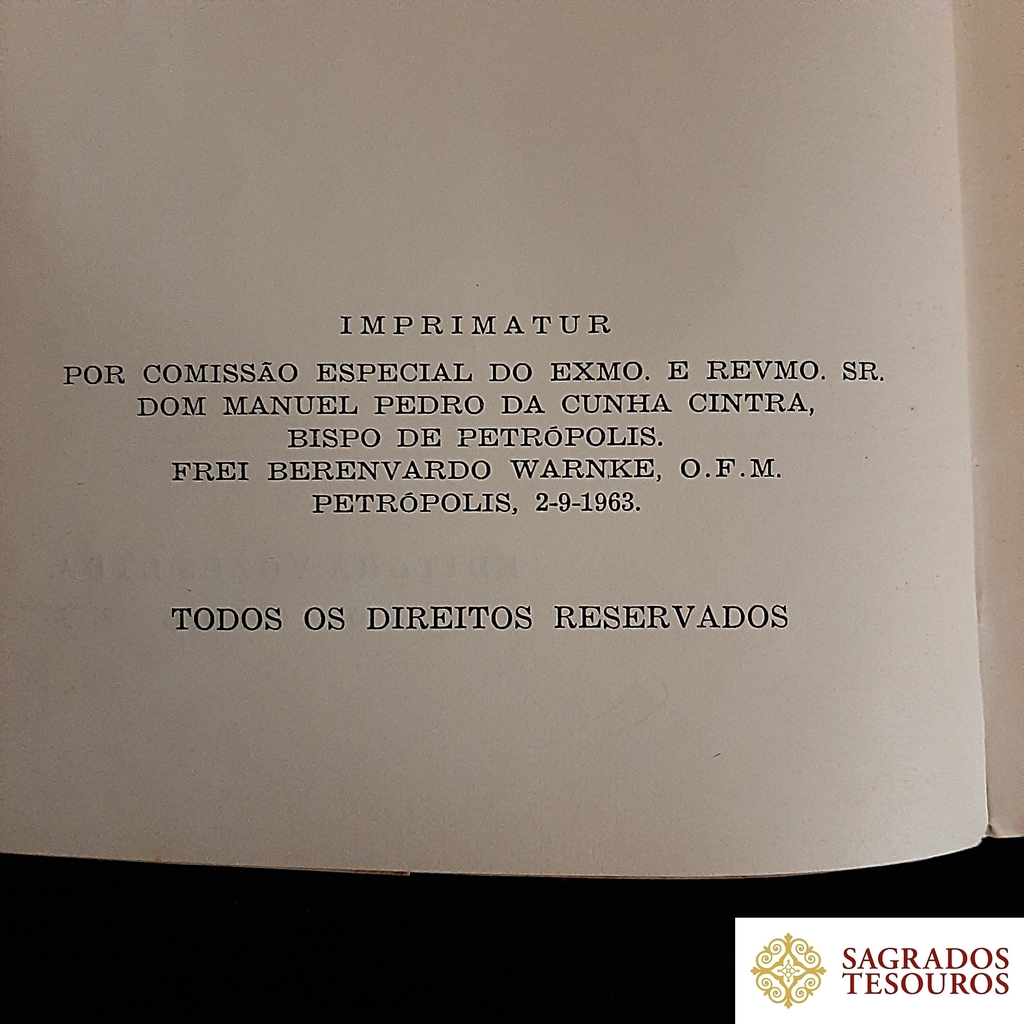 IMPRIMATUR
POR COMISSÃO ESPECIAL DO EXMO. E REVMO. SR.
DOM MANUEL PEDRO DA CUNHA CINTRA,
BISPO DE PETRÓPOLIS.
FREI BERENVARDO WARNKE, O.F.M.
PETRÓPOLIS, 2-9-1963.
TODOS OS DIREITOS RESERVADOS
SAGRADOS
TESOUROS